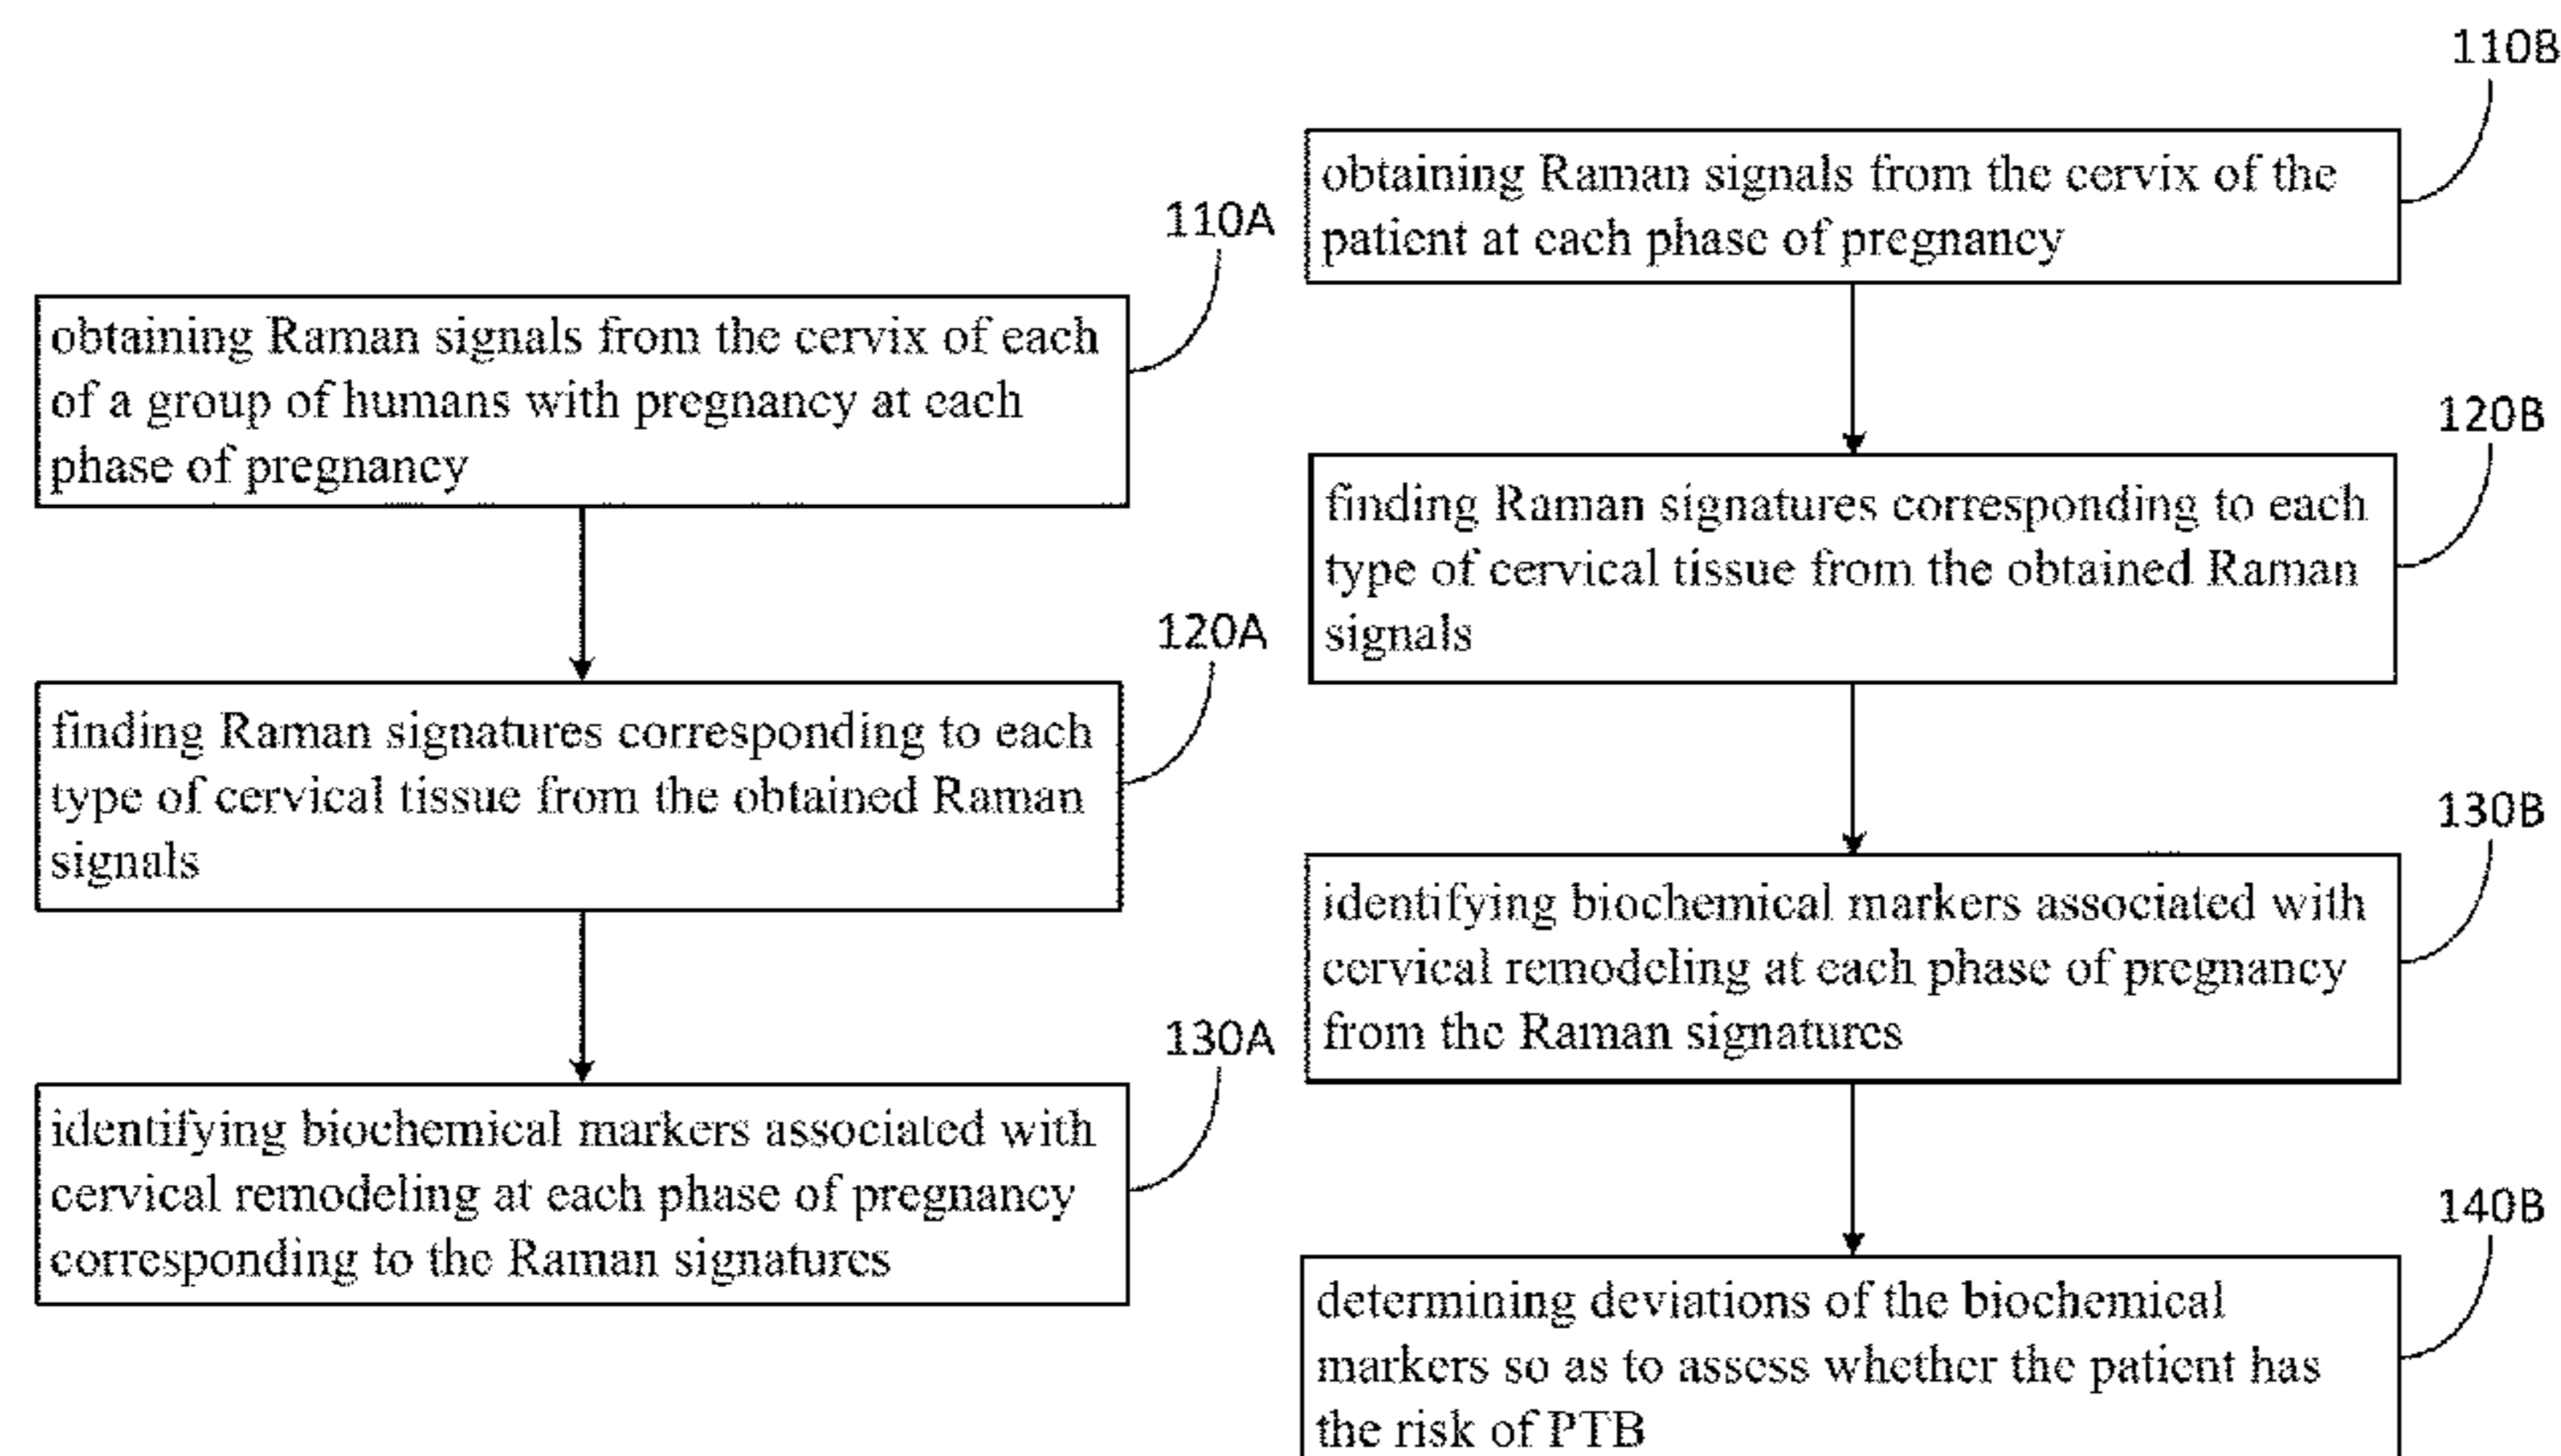 110A
obtaining Raman signals from the cervix of each
of a group of humans with pregnancy at each
phase of pregnancy
120A
finding Raman signatures corresponding to each
type of cervical tissue from the obtained Raman
signals
130A
identifying biochemical markers associated with
cervical remodeling at each phase of pregnancy
corresponding to the Raman signatures
110B
obtaining Raman signals from the cervix of the
patient at each phase of pregnancy
120B
finding Raman signatures corresponding to each
type of cervical tissue from the obtained Raman
signals
130B
identifying biochemical markers associated with
cervical remodeling at each phase of pregnancy
from the Raman signatures
140B
determining deviations of the biochemical
markers so as to assess whether the patient has
the risk of PTB